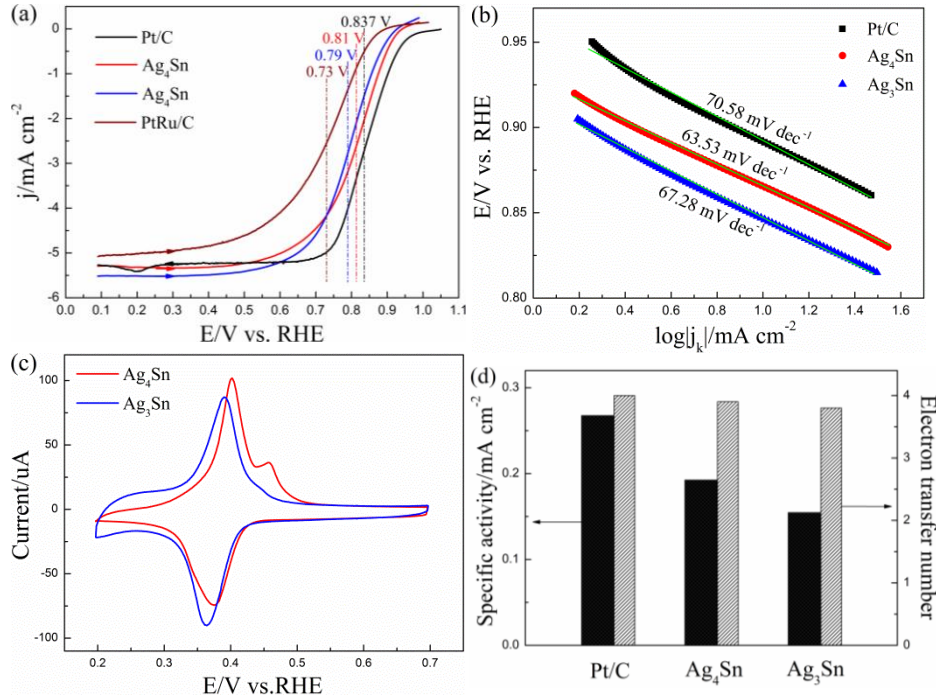 (a)
0
-1
-2
-3
-4
-5
-6
j/mA cm⁻²
0.0 0.1 0.2 0.3 0.4 0.5 0.6 0.7 0.8 0.9 1.0 1.1
E/V vs. RHE
Pt/C
Ag₄Sn
Ag₄Sn
PtRu/C
0.837 V
0.81 V
0.79 V
0.73 V
(b)
0.95
0.90
0.85
0.80
E/V vs. RHE
0.0 0.2 0.4 0.6 0.8 1.0 1.2 1.4 1.6
log|jₖ|/mA cm⁻²
Pt/C
Ag₄Sn
Ag₃Sn
70.58 mV dec⁻¹
63.53 mV dec⁻¹
67.28 mV dec⁻¹
(c)
100
50
0
-50
-100
Current/uA
0.2 0.3 0.4 0.5 0.6 0.7
E/V vs.RHE
Ag₄Sn
Ag₃Sn
(d)
0.3
0.2
0.1
0.0
Specific activity/mA cm⁻²
Pt/C Ag₄Sn Ag₃Sn
4
3
2
1
0
Electron transfer number